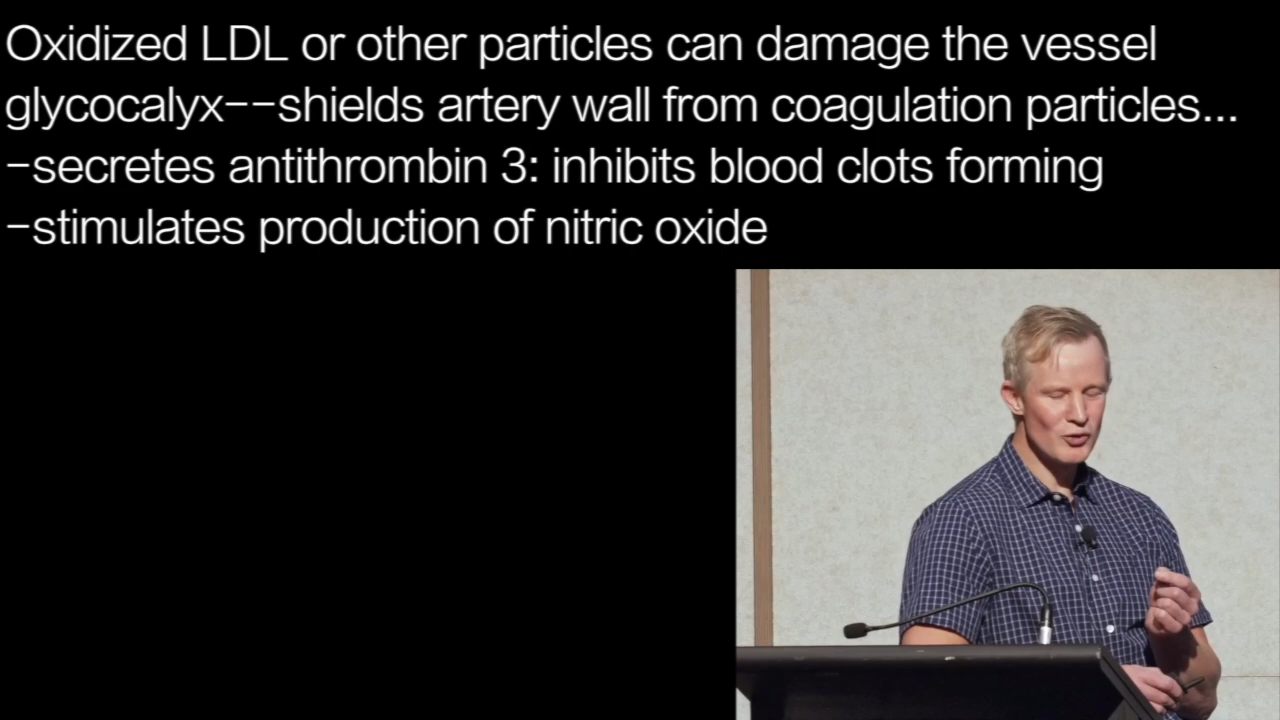 Oxidized LDL or other particles can damage the vessel
glycocalyx--shields artery wall from coagulation particles...
-secretes antithrombin 3: inhibits blood clots forming
-stimulates production of nitric oxide